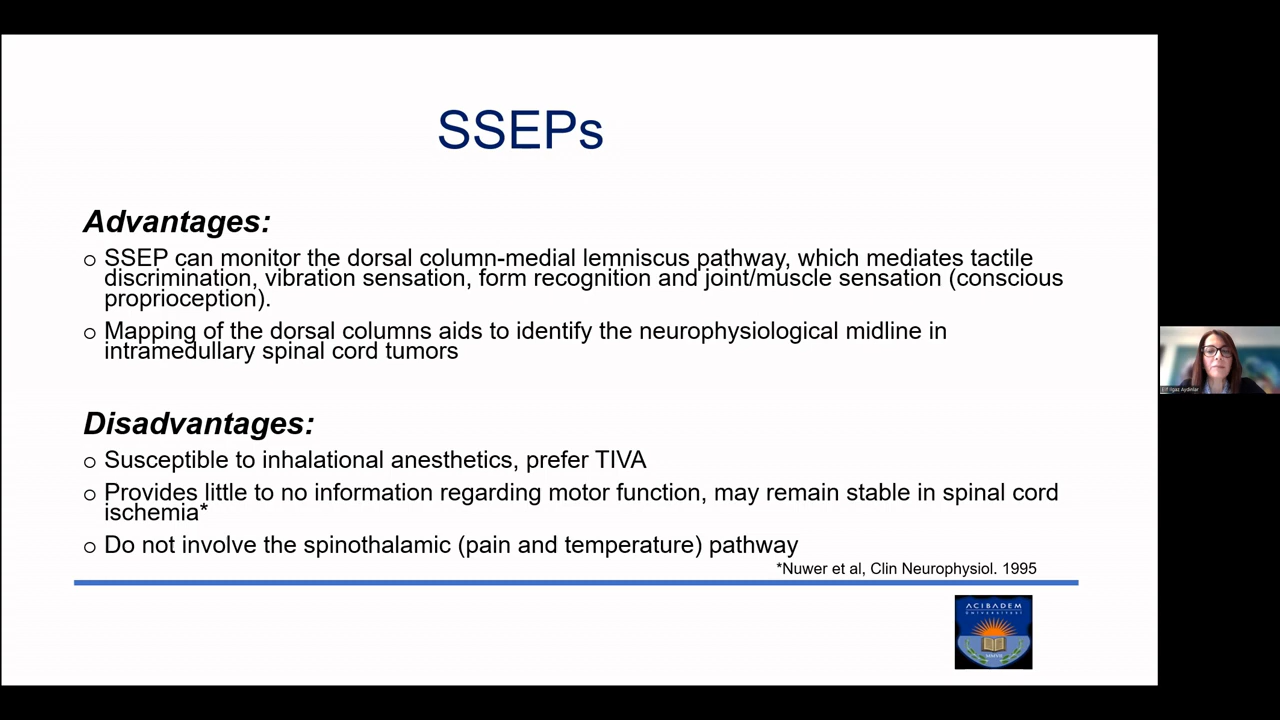 SSEPs
Advantages:
o SSEP can monitor the dorsal column-medial lemniscus pathway, which mediates tactile
discrimination, vibration sensation, form recognition and joint/muscle sensation (conscious
proprioception).
o Mapping of the dorsal columns aids to identify the neurophysiological midline in
intramedullary spinal cord tumors
Disadvantages:
o Susceptible to inhalational anesthetics, prefer TIVA
o Provides little to no information regarding motor function, may remain stable in spinal cord
ischemia*
o Do not involve the spinothalamic (pain and temperature) pathway
*Nuwer et al, Clin Neurophysiol. 1995
ACIBADEM
MMVII
Ilgaz Aydinlar